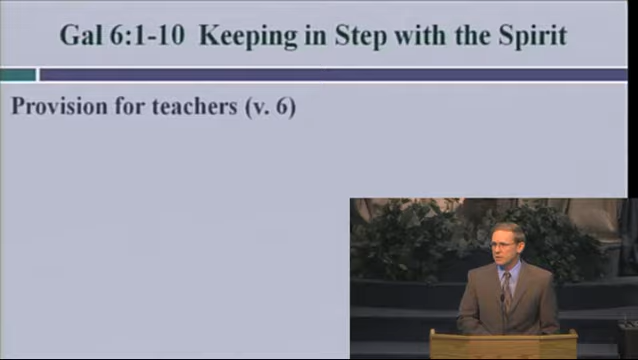 Gal 6:1-10 Keeping in Step with the Spirit
Provision for teachers (v. 6)